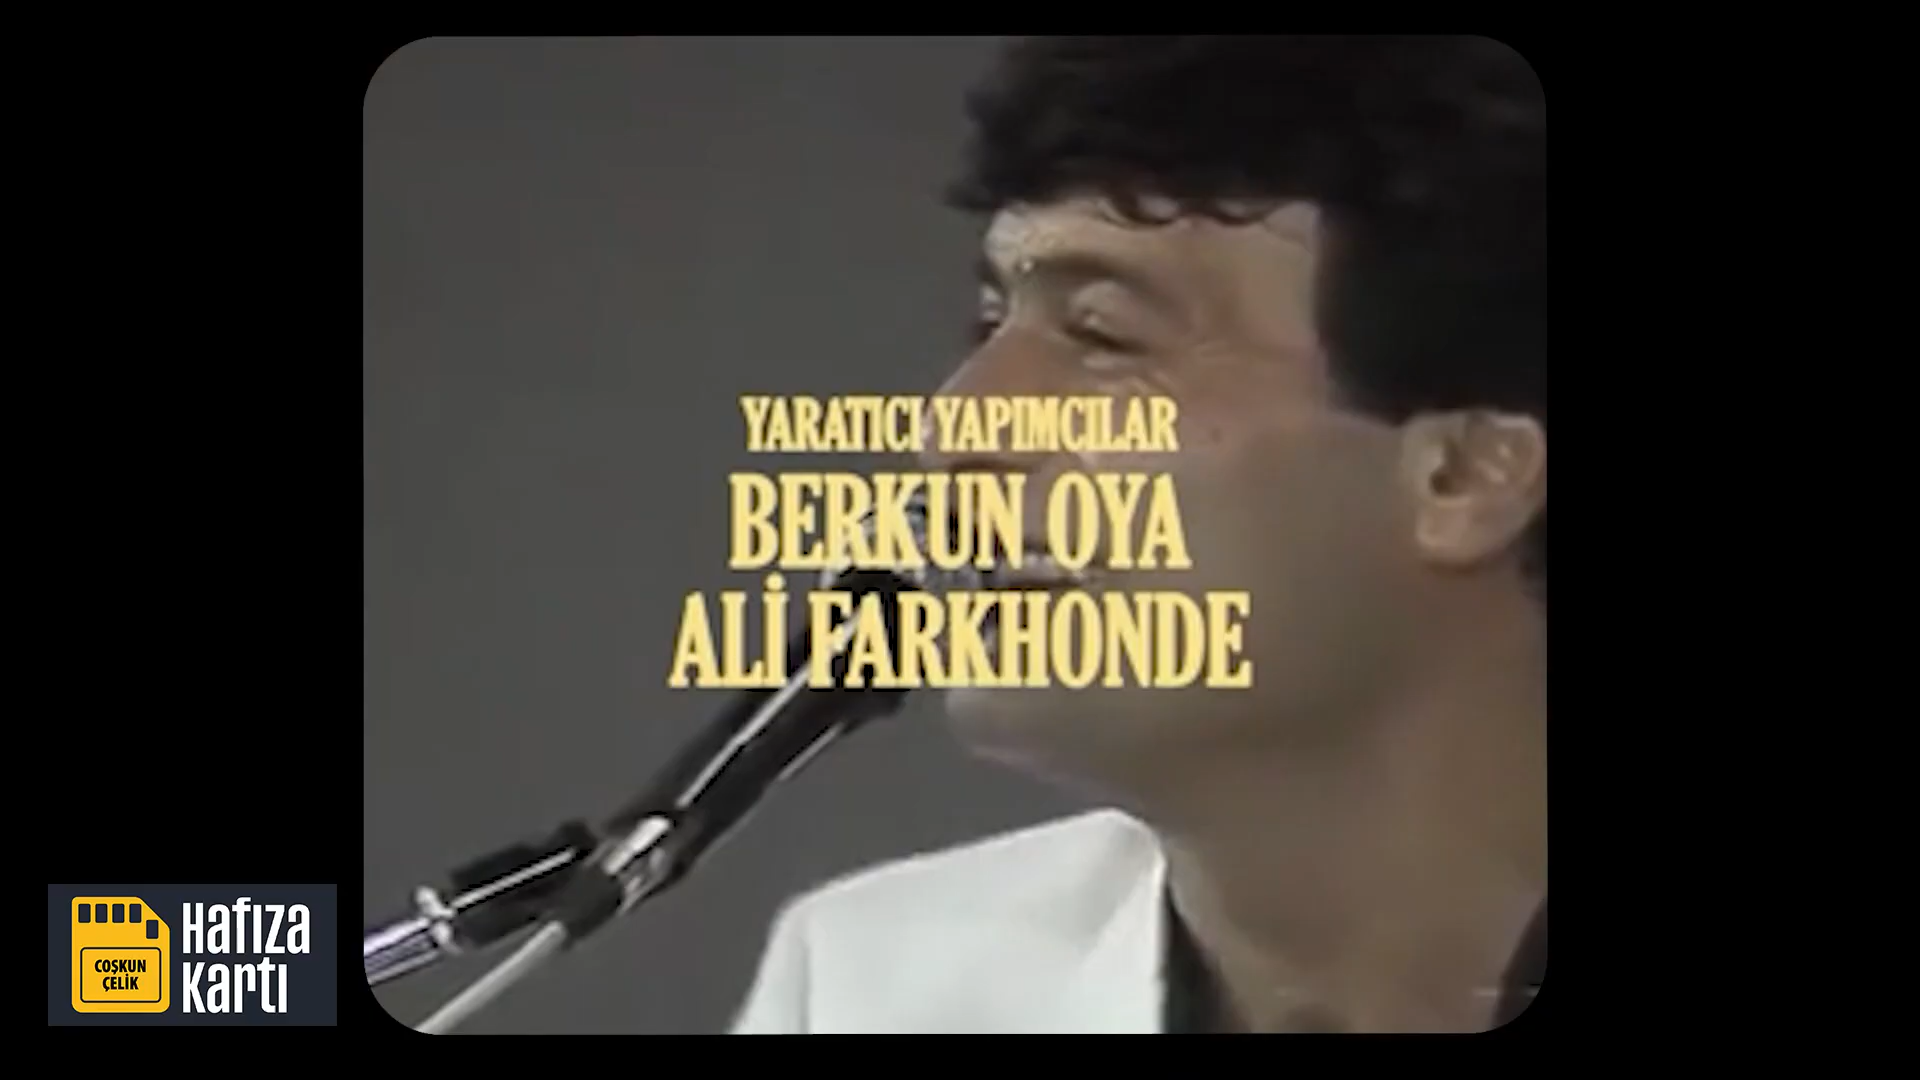 YARATICI YAPIMCILAR
BERKUN OYA
ALİ FARKHONDE
COŞKUN
ÇELİK
Hafıza
Kartı